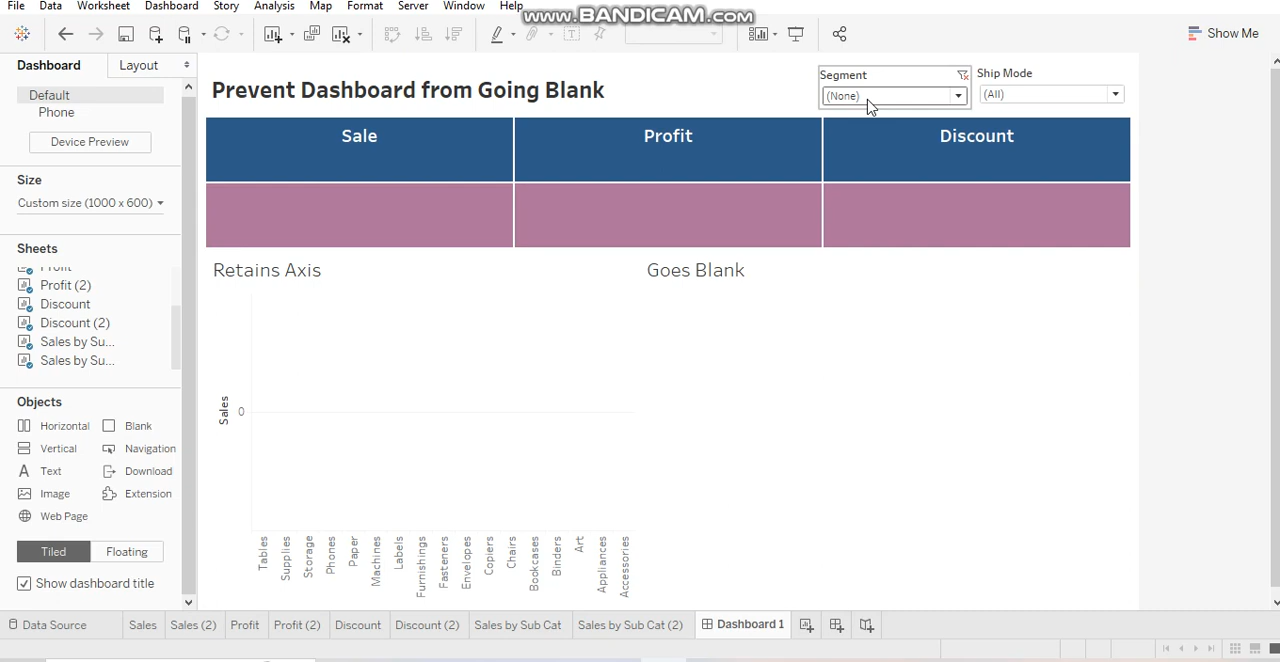 File Data Worksheet Dashboard Story Analysis Map Format Server Window Help
www.BANDICAM.com
Show Me
Dashboard Layout
Default
Phone
Device Preview
Size
Custom size (1000 x 600)
Sheets
Profit
Profit (2)
Discount
Discount (2)
Sales by Su...
Sales by Su...
Objects
Horizontal Blank
Vertical Navigation
Text Download
Image Extension
Web Page
Tiled Floating
Show dashboard title
Prevent Dashboard from Going Blank
Segment
(None)
Ship Mode
(All)
Sale Profit Discount
Retains Axis
Goes Blank
Sales
0
Tables
Supplies
Storage
Phones
Paper
Machines
Labels
Furnishings
Fasteners
Envelopes
Copiers
Chairs
Bookcases
Binders
Art
Appliances
Accessories
Data Source Sales Sales (2) Profit Profit (2) Discount Discount (2) Sales by Sub Cat Sales by Sub Cat (2) Dashboard 1